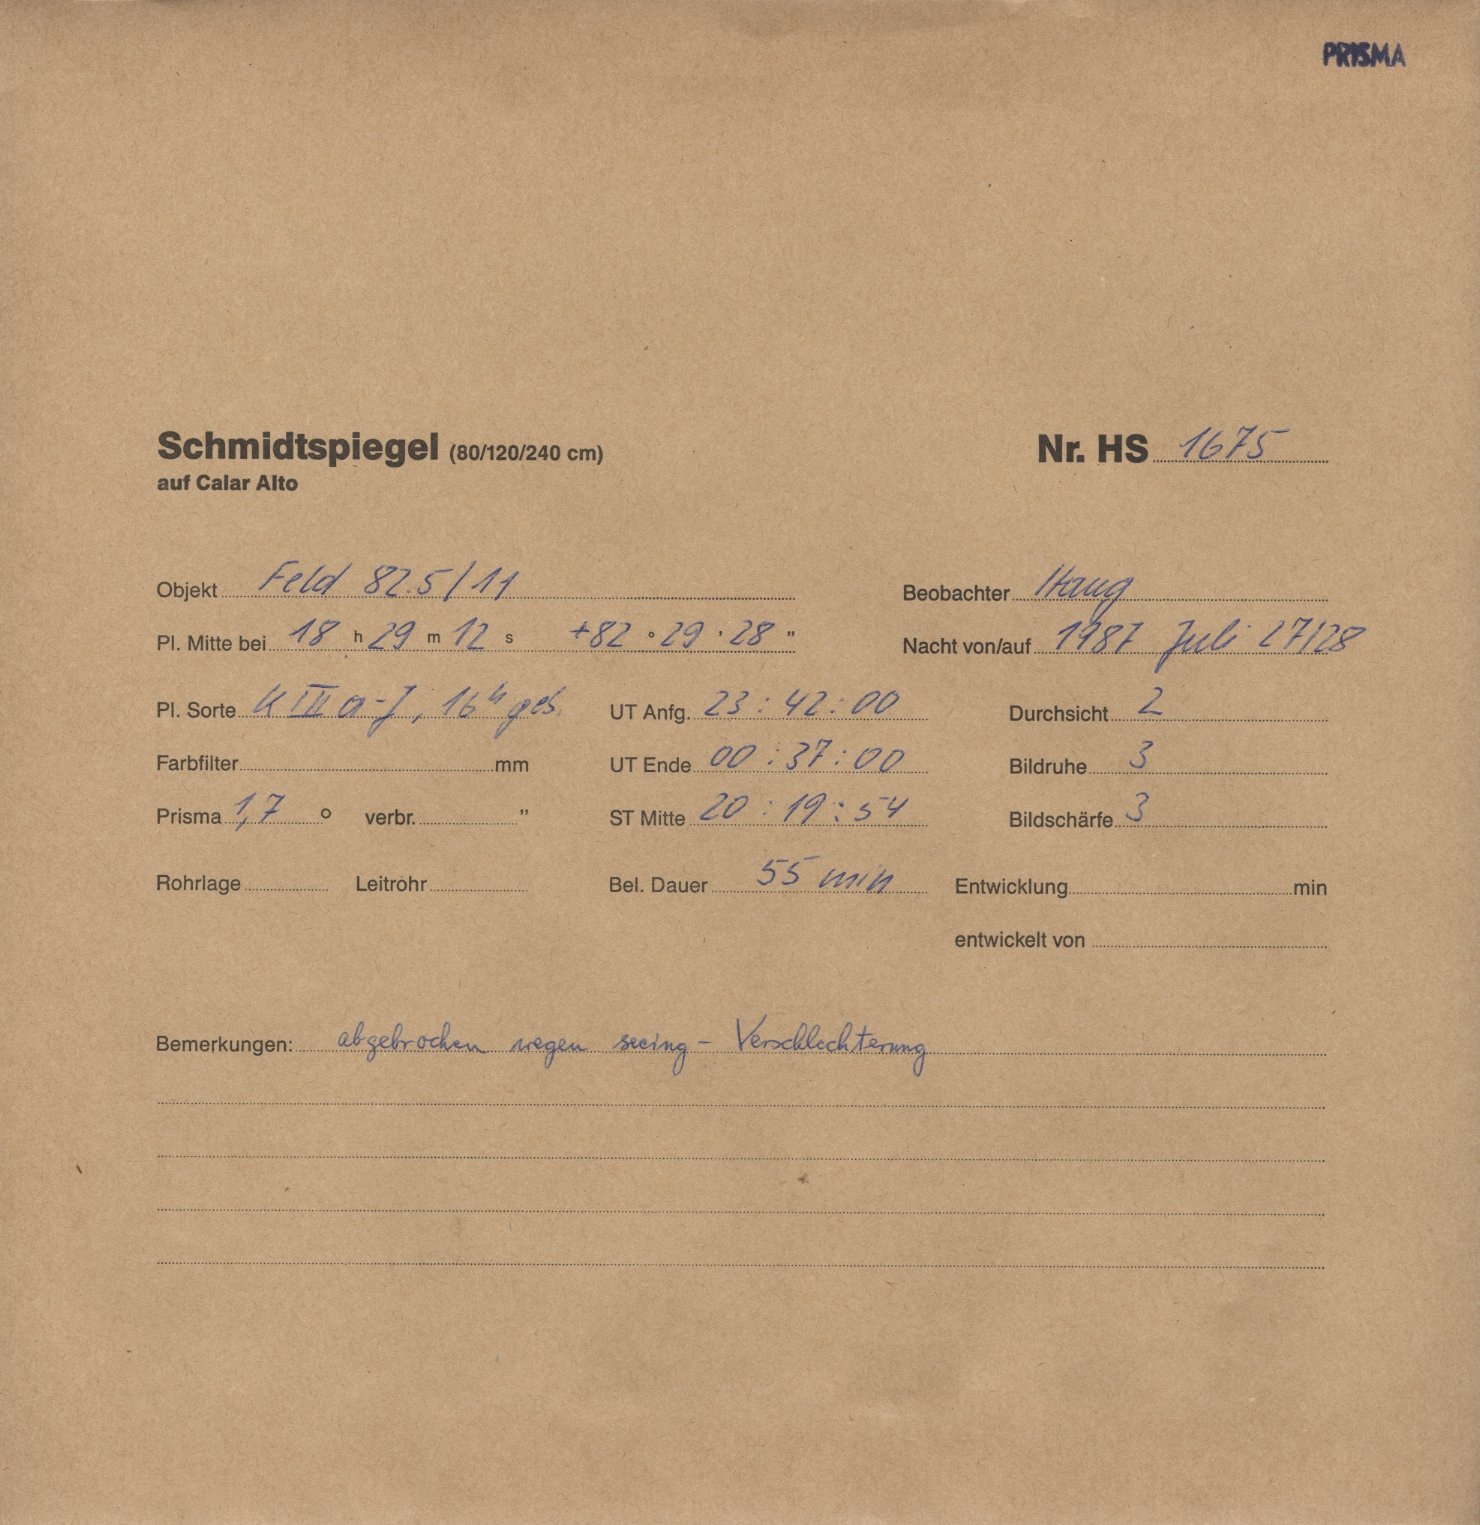 PRISMA
Schmidtspiegel (80/120/240 cm) Nr. HS 1675
auf Calar Alto
Objekt Feld 82.5/11 Beobachter Haug
Pl. Mitte bei 18 h 29 m 12 s +82 ° 29 ' 28 " Nacht von/auf 1987 Juli 27/28
Pl. Sorte K III a-J, 16h geb. UT Anfg. 23:42:00 Durchsicht 2
Farbfilter mm UT Ende 00:37:00 Bildruhe 3
Prisma 1,7 ° verbr. " ST Mitte 20:19:54 Bildschärfe 3
Rohrlage Leitrohr Bel. Dauer 55 min Entwicklung min
entwickelt von
Bemerkungen: abgebrochen wegen seeing - Verschlechterung